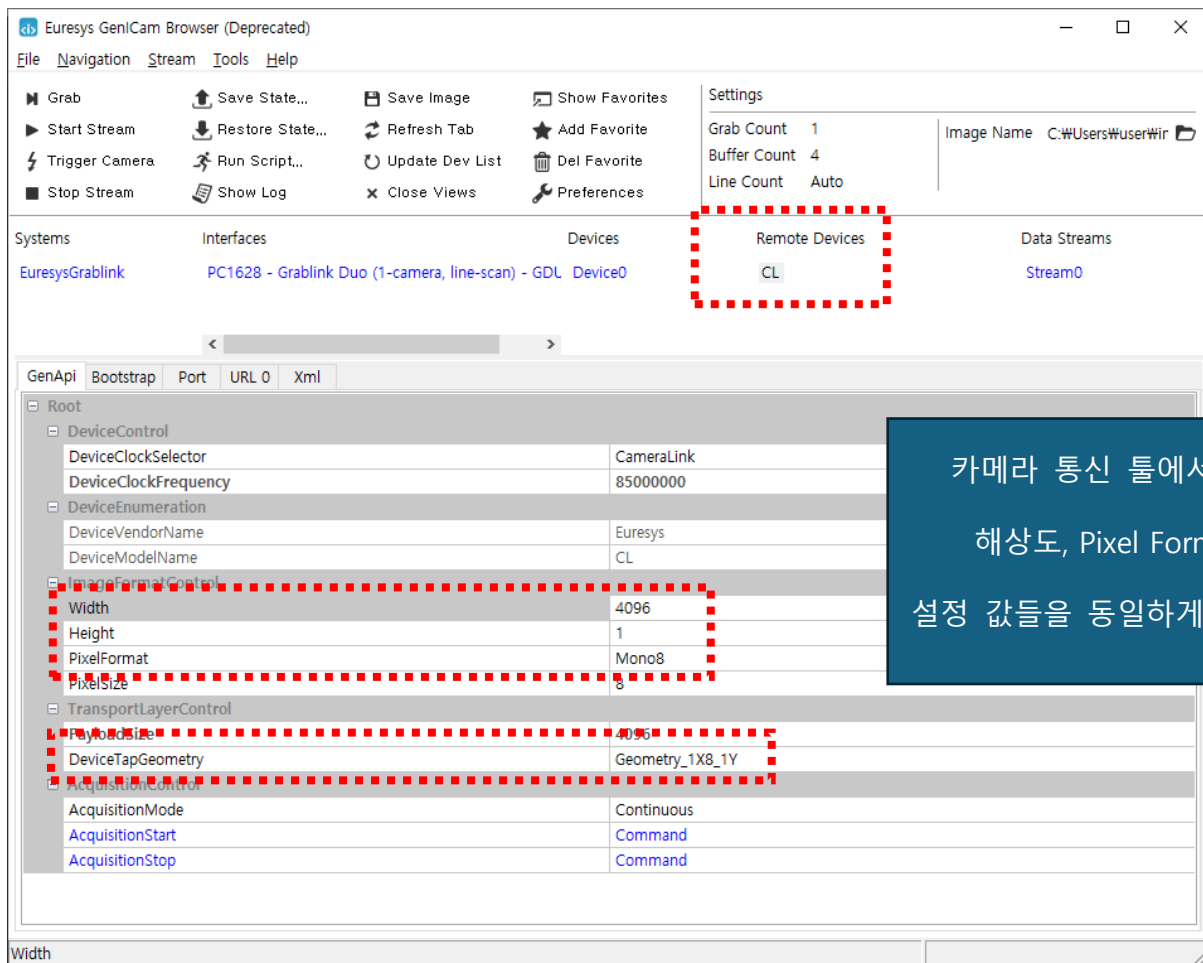 Euresys GenICam Browser (Deprecated)
File Navigation Stream Tools Help
Grab Save State... Save Image Show Favorites Settings
Start Stream Restore State... Refresh Tab Add Favorite Grab Count 1 Image Name C:₩Users₩user₩ir
Trigger Camera Run Script... Update Dev List Del Favorite Buffer Count 4
Stop Stream Show Log Close Views Preferences Line Count Auto
Systems Interfaces Devices Remote Devices Data Streams
EuresysGrablink PC1628 - Grablink Duo (1-camera, line-scan) - GDU Device0 CL Stream0
GenApi Bootstrap Port URL 0 Xml
Root
DeviceControl
DeviceClockSelector CameraLink
DeviceClockFrequency 85000000
DeviceEnumeration
DeviceVendorName Euresys
DeviceModelName CL
ImageFormatControl
Width 4096
Height 1
PixelFormat Mono8
PixelSize 8
TransportLayerControl
PayloadSize 4096
DeviceTapGeometry Geometry_1X8_1Y
AcquisitionControl
AcquisitionMode Continuous
AcquisitionStart Command
AcquisitionStop Command
카메라 통신 툴에서
해상도, Pixel Form
설정 값들을 동일하게
Width